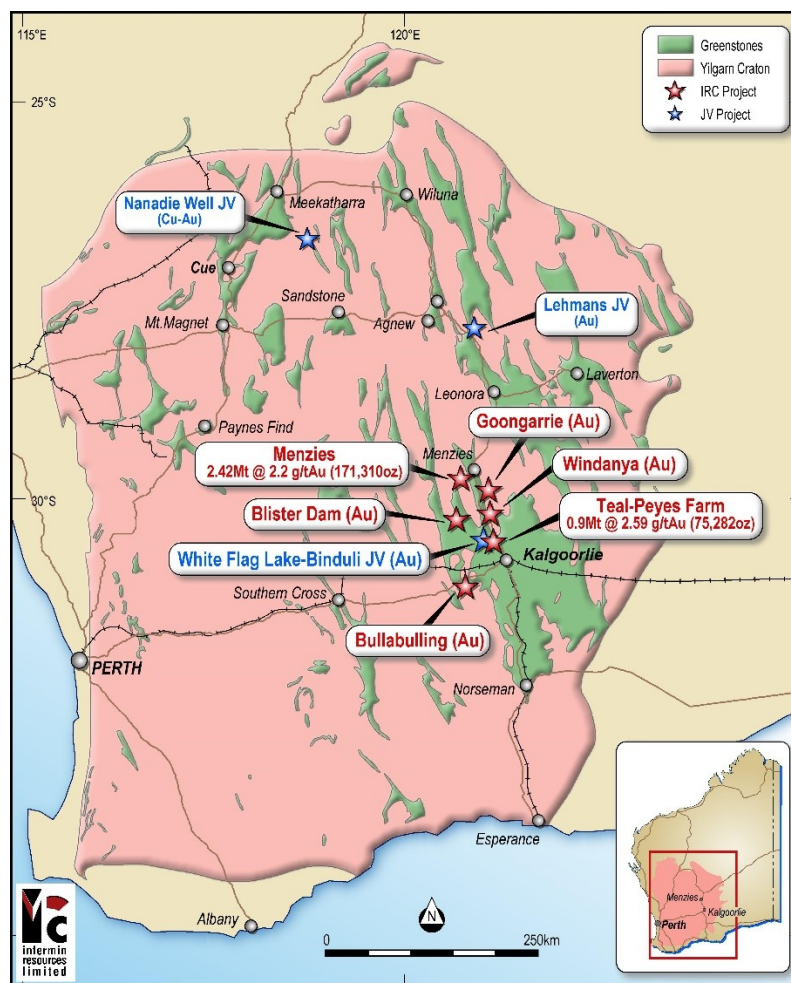 115°E
120°E
Greenstones
Yilgarn Craton
IRC Project
JV Project
25°S
Meekatharra
Wiluna
Nanadie Well JV
(Cu-Au)
Cue
Sandstone
Mt.Magnet
Agnew
Lehmans JV
(Au)
Laverton
Leonora
Paynes Find
Goongarrie (Au)
Menzies
Menzies
2.42Mt @ 2.2 g/tAu (171,310oz)
Windanya (Au)
30°S
Teal-Peyes Farm
0.9Mt @ 2.59 g/tAu (75,282oz)
Blister Dam (Au)
White Flag Lake-Binduli JV (Au)
Kalgoorlie
Southern Cross
Bullabulling (Au)
PERTH
Norseman
Esperance
Albany
N
0
250km
intermin
resources
limited
Menzies
Kalgoorlie
Perth